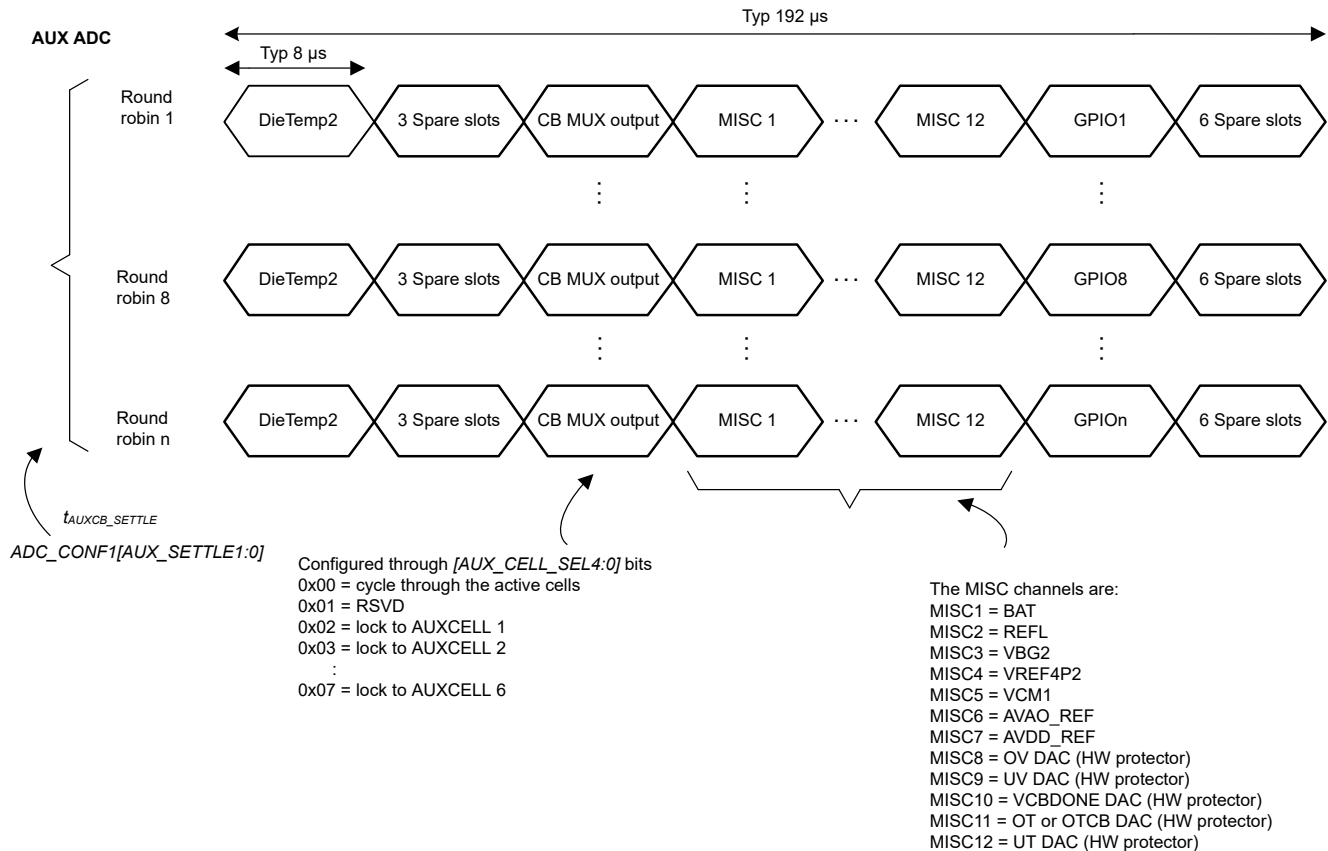 Typ 192 µs
AUX ADC
Typ 8 µs
Round
robin 1
DieTemp2
3 Spare slots
CB MUX output
MISC 1
...
MISC 12
GPIO1
6 Spare slots
Round
robin 8
DieTemp2
3 Spare slots
CB MUX output
MISC 1
...
MISC 12
GPIO8
6 Spare slots
Round
robin n
DieTemp2
3 Spare slots
CB MUX output
MISC 1
...
MISC 12
GPIOn
6 Spare slots
tAUXCB_SETTLE
ADC_CONF1[AUX_SETTLE1:0]
Configured through [AUX_CELL_SEL4:0] bits
0x00 = cycle through the active cells
0x01 = RSVD
0x02 = lock to AUXCELL 1
0x03 = lock to AUXCELL 2
:
0x07 = lock to AUXCELL 6
The MISC channels are:
MISC1 = BAT
MISC2 = REFL
MISC3 = VBG2
MISC4 = VREF4P2
MISC5 = VCM1
MISC6 = AVAO_REF
MISC7 = AVDD_REF
MISC8 = OV DAC (HW protector)
MISC9 = UV DAC (HW protector)
MISC10 = VCBDONE DAC (HW protector)
MISC11 = OT or OTCB DAC (HW protector)
MISC12 = UT DAC (HW protector)